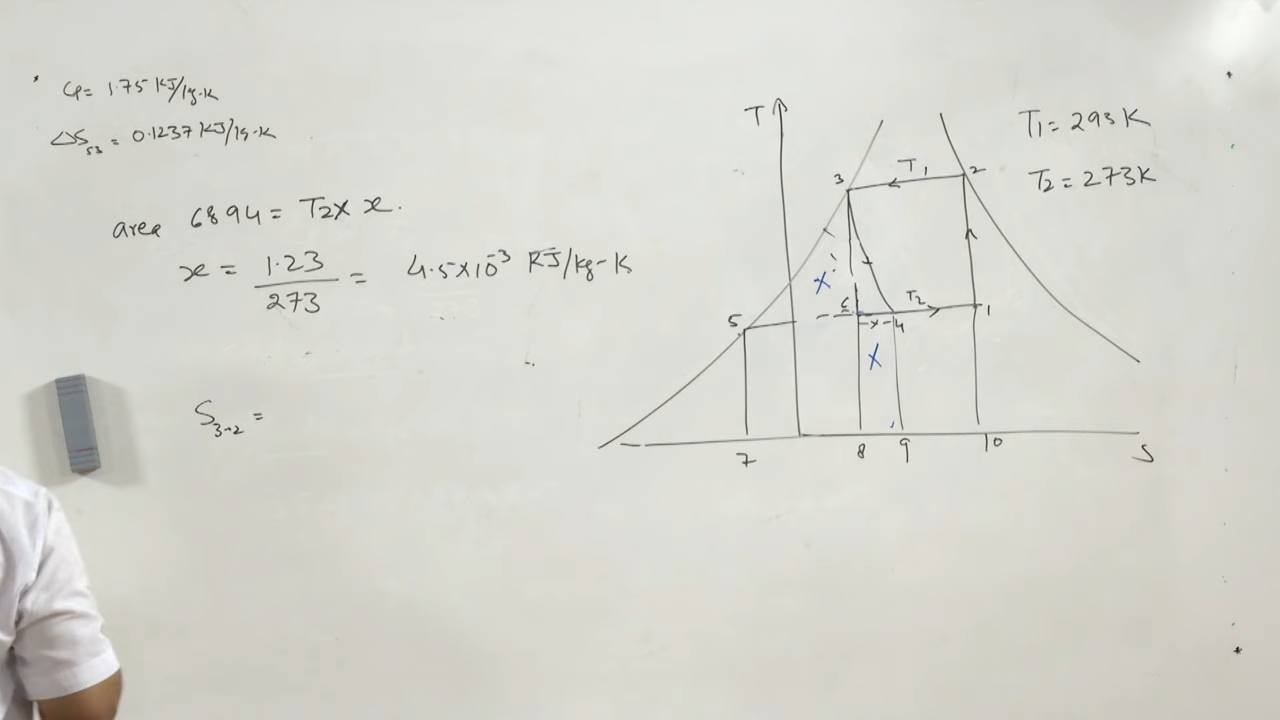 Cp = 1.75 KJ/kg.K
ΔS53 = 0.1237 KJ/kg.K
area 6894 = T2 × x.
x = 1.23 / 273 = 4.5×10^-3 KJ/kg-K
S3→2 =
T
3
T1
2
T1 = 293 K
T2 = 273 K
X
5
6
T2
1
-x-4
X
7
8
9
10
S